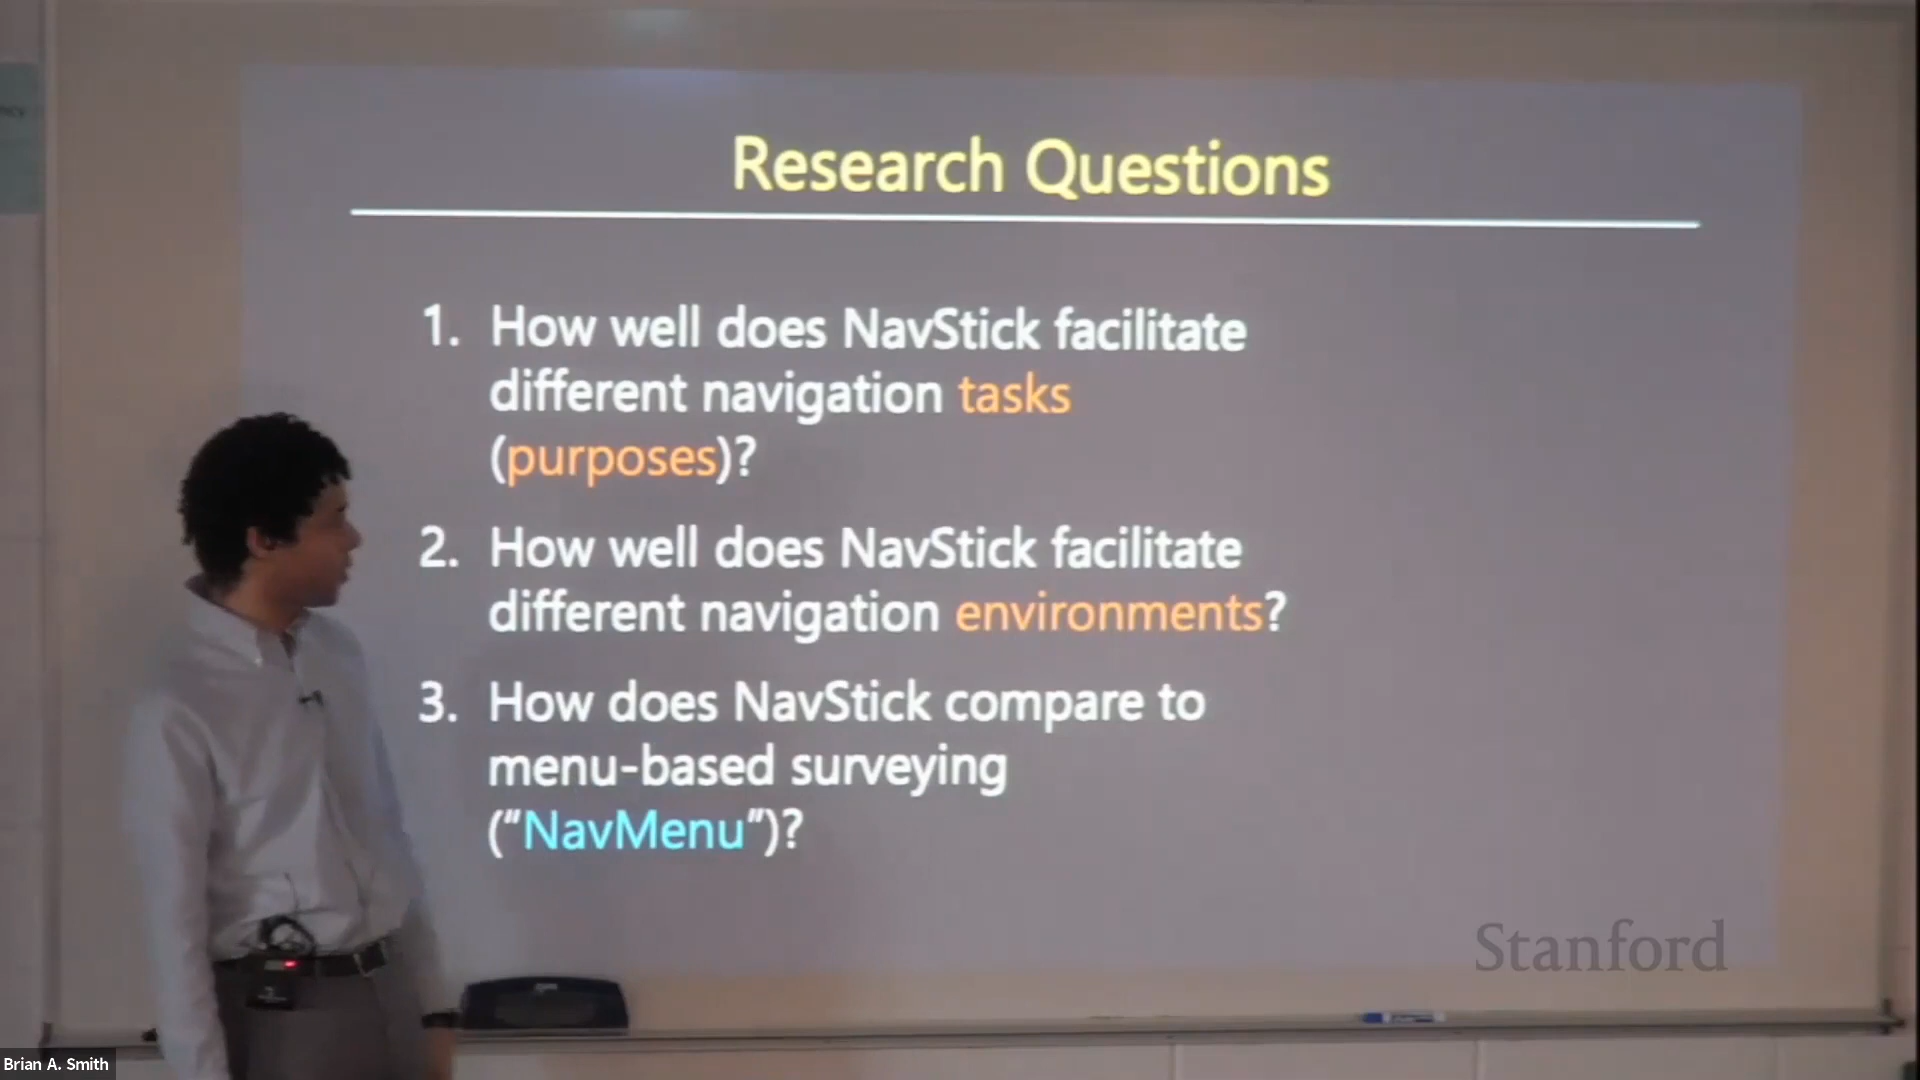 Research Questions
1. How well does NavStick facilitate
different navigation tasks
(purposes)?
2. How well does NavStick facilitate
different navigation environments?
3. How does NavStick compare to
menu-based surveying
("NavMenu")?
Stanford
Brian A. Smith